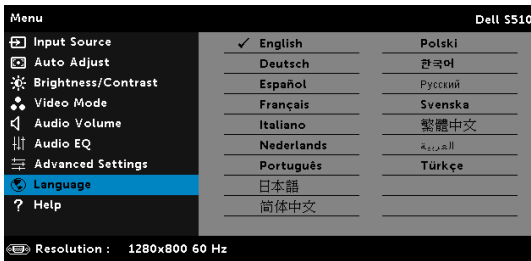 Menu Dell S510
Input Source
Auto Adjust
Brightness/Contrast
Video Mode
Audio Volume
Audio EQ
Advanced Settings
Language
? Help
✓ English
Deutsch
Español
Français
Italiano
Nederlands
Português
日本語
简体中文
Polski
한국어
Русский
Svenska
繁體中文
العربية
Türkçe
Resolution : 1280x800 60 Hz